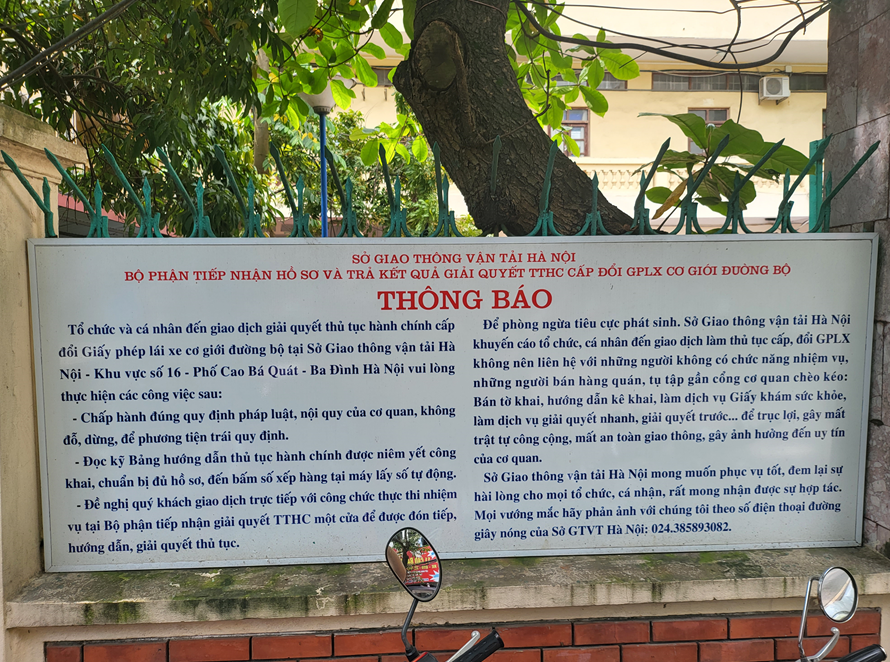 SỞ GIAO THÔNG VẬN TẢI HÀ NỘI
BỘ PHẬN TIẾP NHẬN HỒ SƠ VÀ TRẢ KẾT QUẢ GIẢI QUYẾT TTHC CẤP ĐỔI GPLX CƠ GIỚI ĐƯỜNG BỘ
THÔNG BÁO
Tổ chức và cá nhân đến giao dịch giải quyết thủ tục hành chính cấp
đổi Giấy phép lái xe cơ giới đường bộ tại Sở Giao thông vận tải Hà
Nội - Khu vực số 16 - Phố Cao Bá Quát - Ba Đình Hà Nội vui lòng
thực hiện các công việc sau:
- Chấp hành đúng quy định pháp luật, nội quy của cơ quan, không
đỗ, dừng, để phương tiện trái quy định.
- Đọc kỹ Bảng hướng dẫn thủ tục hành chính được niêm yết công
khai, chuẩn bị đủ hồ sơ, đến bấm số xếp hàng tại máy lấy số tự động.
- Đề nghị quý khách giao dịch trực tiếp với công chức thực thi nhiệm
vụ tại Bộ phận tiếp nhận giải quyết TTHC một cửa để được đón tiếp,
hướng dẫn, giải quyết thủ tục.
Để phòng ngừa tiêu cực phát sinh. Sở Giao thông vận tải Hà Nội
khuyến cáo tổ chức, cá nhân đến giao dịch làm thủ tục cấp, đổi GPLX
không nên liên hệ với những người không có chức năng nhiệm vụ,
những người bán hàng quán, tụ tập gần cổng cơ quan chèo kéo:
Bán tờ khai, hướng dẫn kê khai, làm dịch vụ Giấy khám sức khỏe,
làm dịch vụ giải quyết nhanh, giải quyết trước... để trục lợi, gây mất
trật tự công cộng, mất an toàn giao thông, gây ảnh hưởng đến uy tín
của cơ quan.
Sở Giao thông vận tải Hà Nội mong muốn phục vụ tốt, đem lại sự
hài lòng cho mọi tổ chức, cá nhân, rất mong nhận được sự hợp tác.
Mọi vướng mắc hãy phản ánh với chúng tôi theo số điện thoại đường
giây nóng của Sở GTVT Hà Nội: 024.385893082.